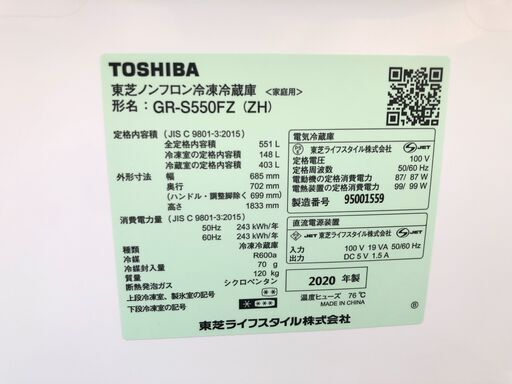 TOSHIBA
東芝ノンフロン冷凍冷蔵庫 <家庭用>
形名：GR-S550FZ (ZH)
定格内容積 (JIS C 9801-3:2015)
全定格内容積 551 L
冷凍室の定格内容積 148 L
冷蔵室の定格内容積 403 L
外形寸法 幅 685 mm
奥行 702 mm
(ハンドル・調整脚除く 699 mm)
高さ 1833 mm
消費電力量 (JIS C 9801-3:2015)
50Hz 243 kWh/年
60Hz 243 kWh/年
種類 冷凍冷蔵庫
冷媒 R600a
冷媒封入量 70 g
質量 120 kg
断熱発泡ガス シクロペンタン
上段冷凍室、製氷室の記号
下段冷凍室の記号
電気冷蔵庫
PS E 東芝ライフスタイル株式会社 JET
定格電圧 100 V
定格周波数 50/60 Hz
電動機の定格消費電力 87/ 87 W
電熱装置の定格消費電力 99/ 99 W
製造番号 95001559
直流電源装置
JET 東芝ライフスタイル株式会社 JET
入力 100 V 19 VA 50/60 Hz
出力 DC 5 V 1.5 A
2020 年製
温度ヒューズ 76℃
MADE IN CHINA
東芝ライフスタイル株式会社